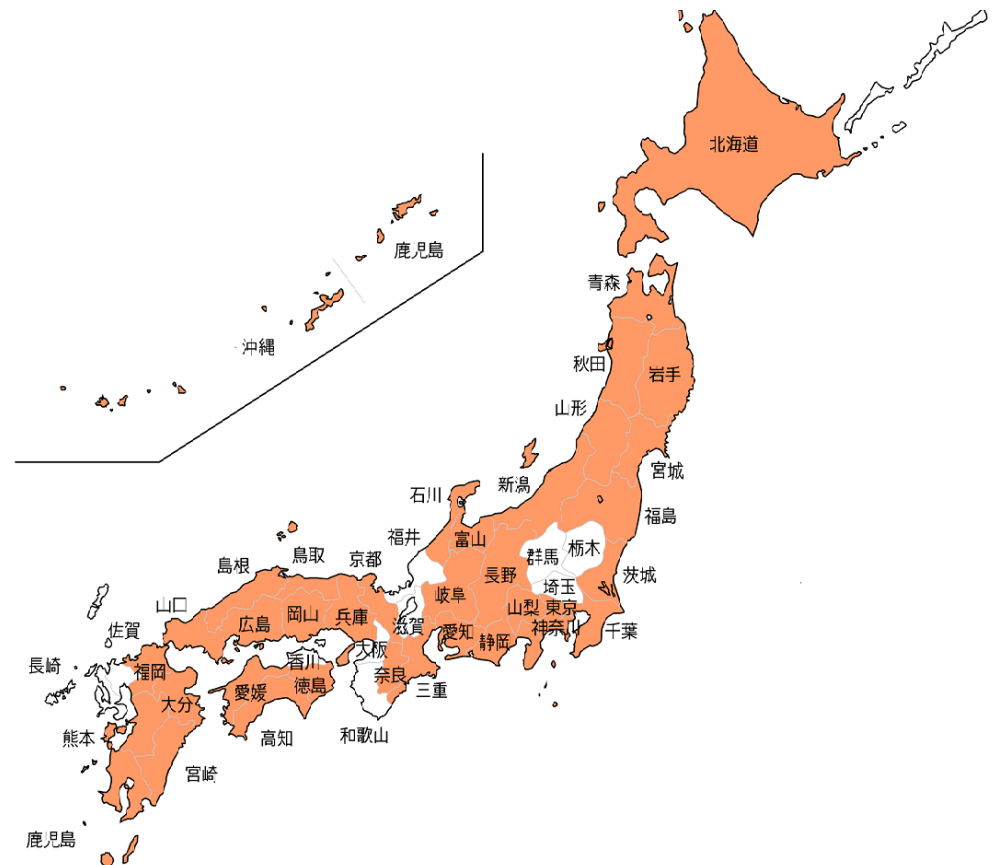 北海道
鹿児島
青森
沖縄
秋田
岩手
山形
宮城
新潟
石川
福島
福井
富山
群馬
栃木
鳥取
京都
島根
長野
茨城
埼玉
岐阜
山口
岡山
兵庫
山梨
東京
広島
滋賀
佐賀
愛知
静岡
神奈川
千葉
大阪
長崎
香川
福岡
奈良
愛媛
徳島
三重
大分
熊本
高知
和歌山
宮崎
鹿児島